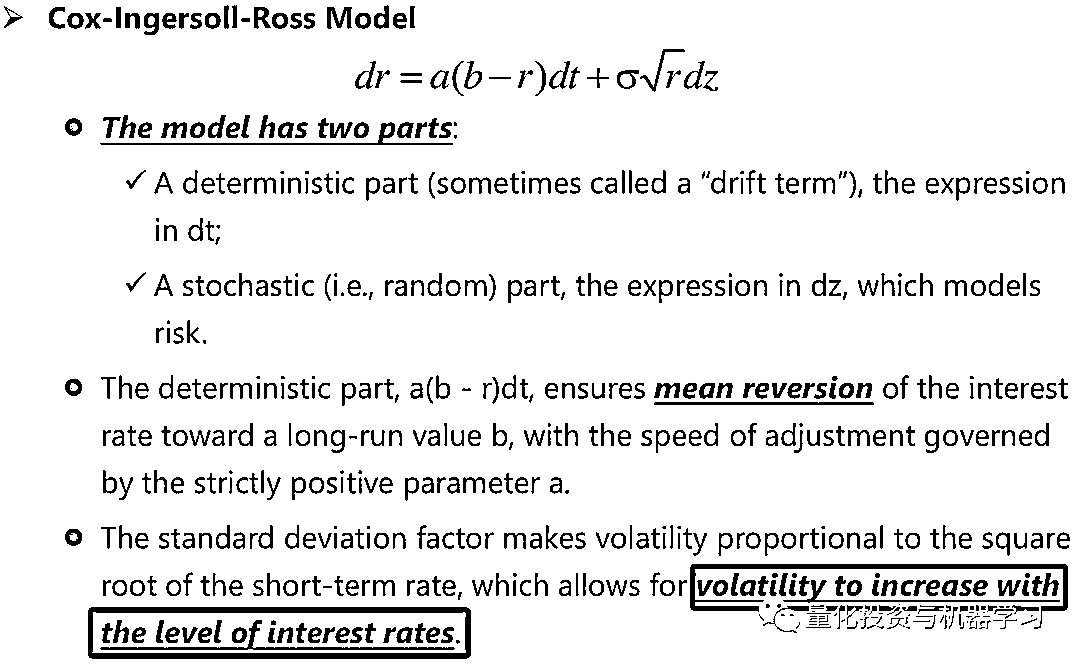 ➢ Cox-Ingersoll-Ross Model
dr = a(b − r)dt + σ√r dz
The model has two parts:
✓ A deterministic part (sometimes called a “drift term”), the expression
in dt;
✓ A stochastic (i.e., random) part, the expression in dz, which models
risk.
The deterministic part, a(b - r)dt, ensures mean reversion of the interest
rate toward a long-run value b, with the speed of adjustment governed
by the strictly positive parameter a.
The standard deviation factor makes volatility proportional to the square
root of the short-term rate, which allows for volatility to increase with
the level of interest rates.
量化投资与机器学习